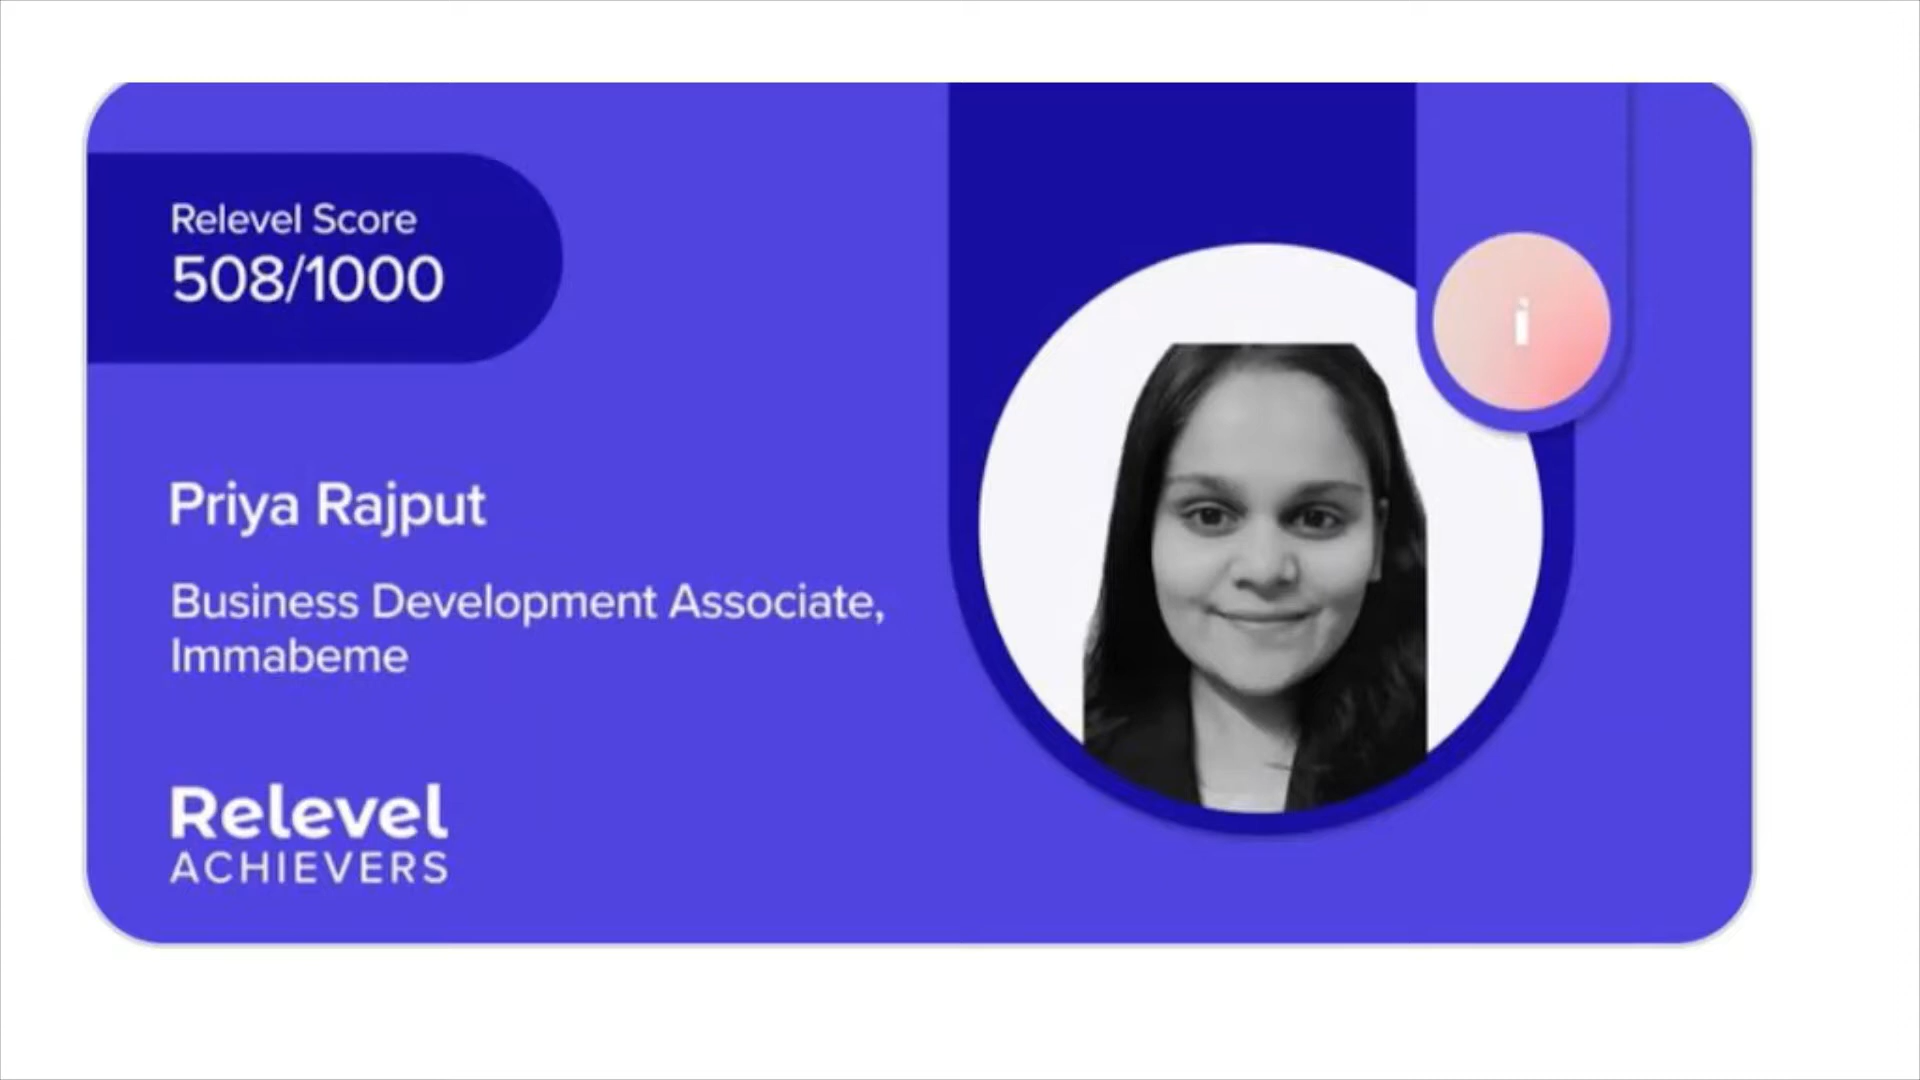 Relevel Score
508/1000
i
Priya Rajput
Business Development Associate,
Immabeme
Relevel
ACHIEVERS